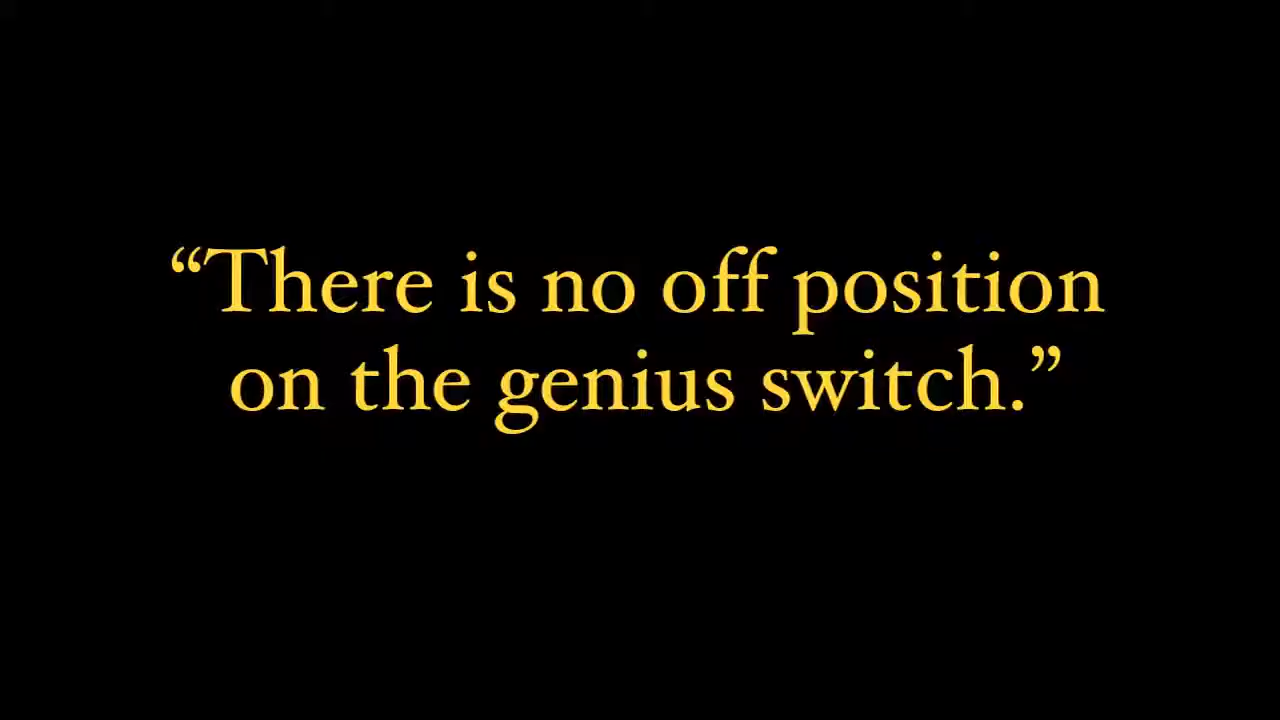 “There is no off position
on the genius switch.”